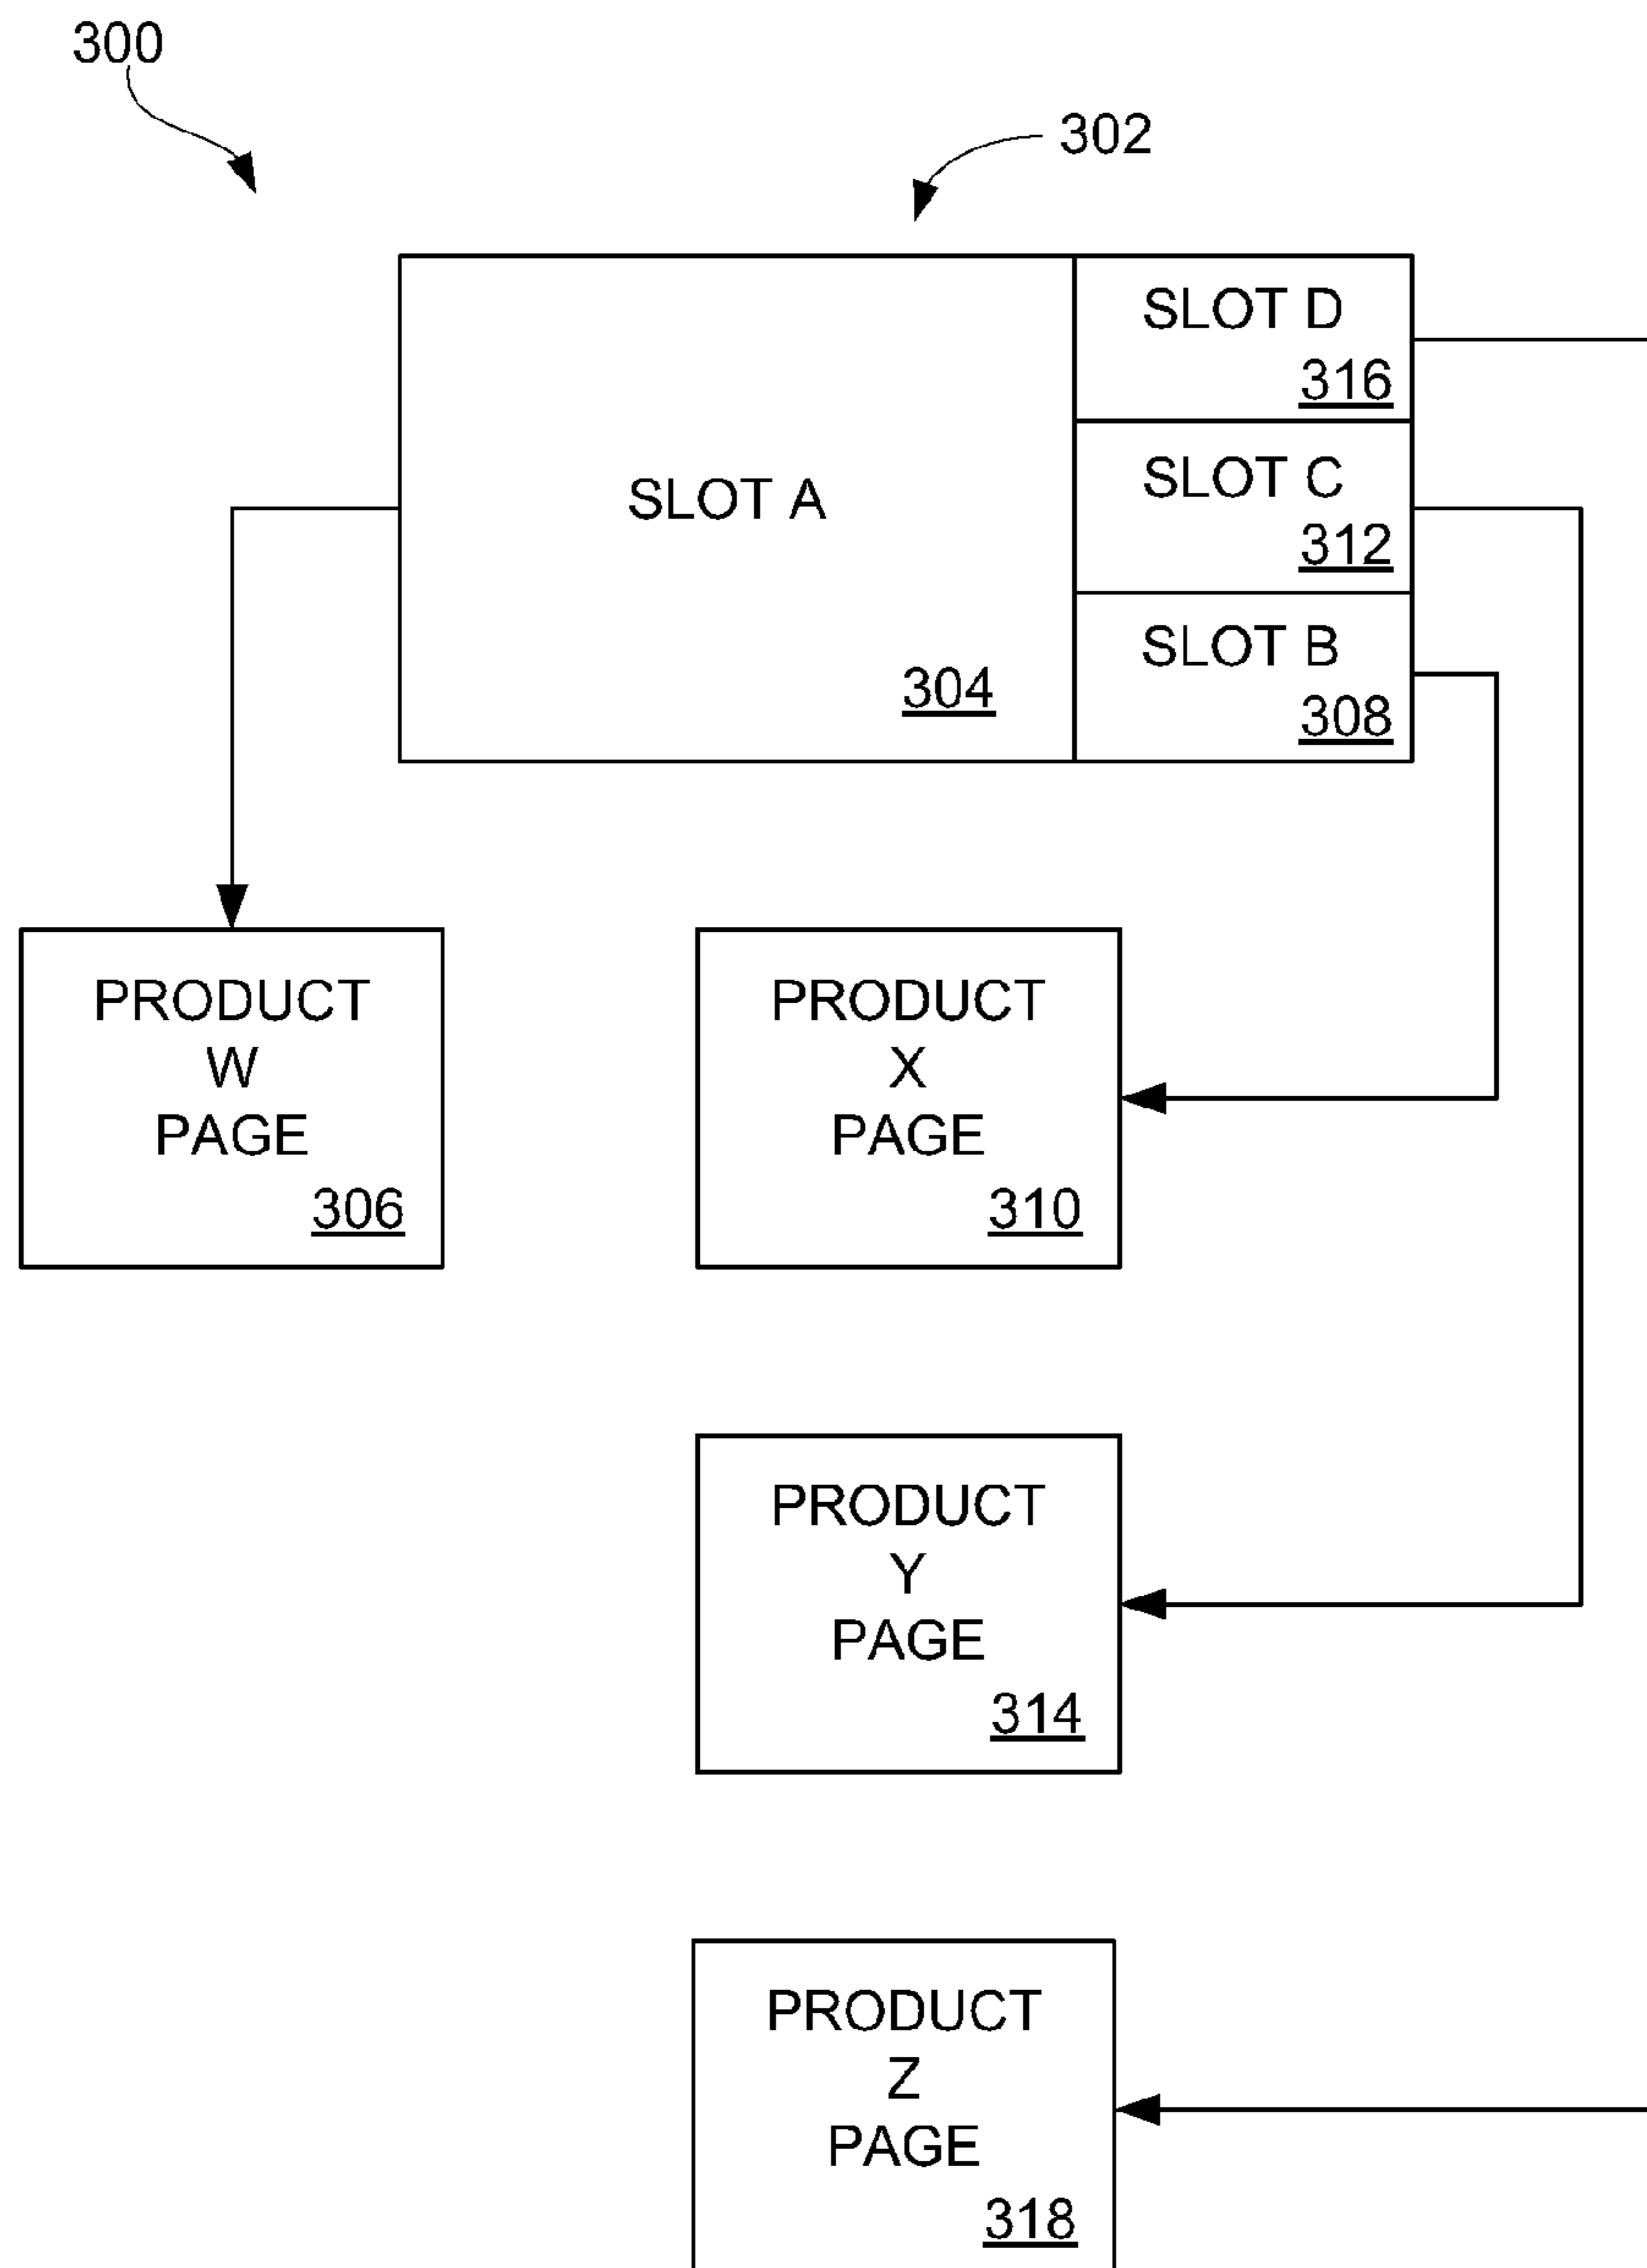 300
302
SLOT A
304
SLOT D
316
SLOT C
312
SLOT B
308
PRODUCT
W
PAGE
306
PRODUCT
X
PAGE
310
PRODUCT
Y
PAGE
314
PRODUCT
Z
PAGE
318